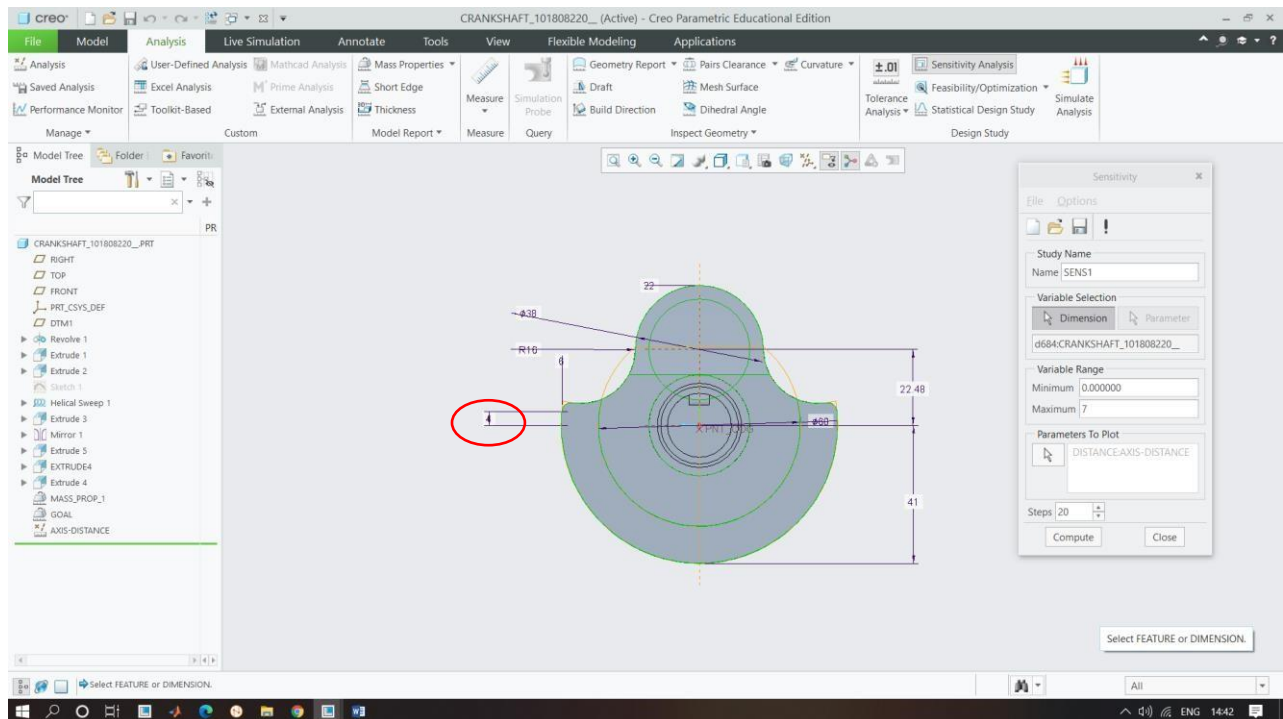 creo°
CRANKSHAFT_101808220__ (Active) - Creo Parametric Educational Edition
File Model Analysis Live Simulation Annotate Tools View Flexible Modeling Applications
Analysis User-Defined Analysis Mathcad Analysis Mass Properties Geometry Report Pairs Clearance Curvature Sensitivity Analysis
Saved Analysis Excel Analysis Prime Analysis Short Edge Measure Simulation Probe Draft Mesh Surface ±.01 Tolerance Analysis Feasibility/Optimization Simulate Analysis
Performance Monitor Toolkit-Based External Analysis Thickness Build Direction Dihedral Angle Statistical Design Study
Manage Custom Model Report Measure Query Inspect Geometry Design Study
Model Tree Folder Favorit
Model Tree
PR
CRANKSHAFT_101808220__.PRT
RIGHT
TOP
FRONT
PRT_CSYS_DEF
DTM1
Revolve 1
Extrude 1
Extrude 2
Sketch 1
Helical Sweep 1
Extrude 3
Mirror 1
Extrude 5
EXTRUDE4
Extrude 4
MASS_PROP_1
GOAL
AXIS-DISTANCE
22
ϕ38
R16
6
4
22.48
ϕ60
41
Sensitivity
File Options
Study Name
Name SENS1
Variable Selection
Dimension Parameter
d684:CRANKSHAFT_101808220__
Variable Range
Minimum 0.000000
Maximum 7
Parameters To Plot
DISTANCE:AXIS-DISTANCE
Steps 20
Compute Close
Select FEATURE or DIMENSION.
Select FEATURE or DIMENSION.
All
ENG 14:42